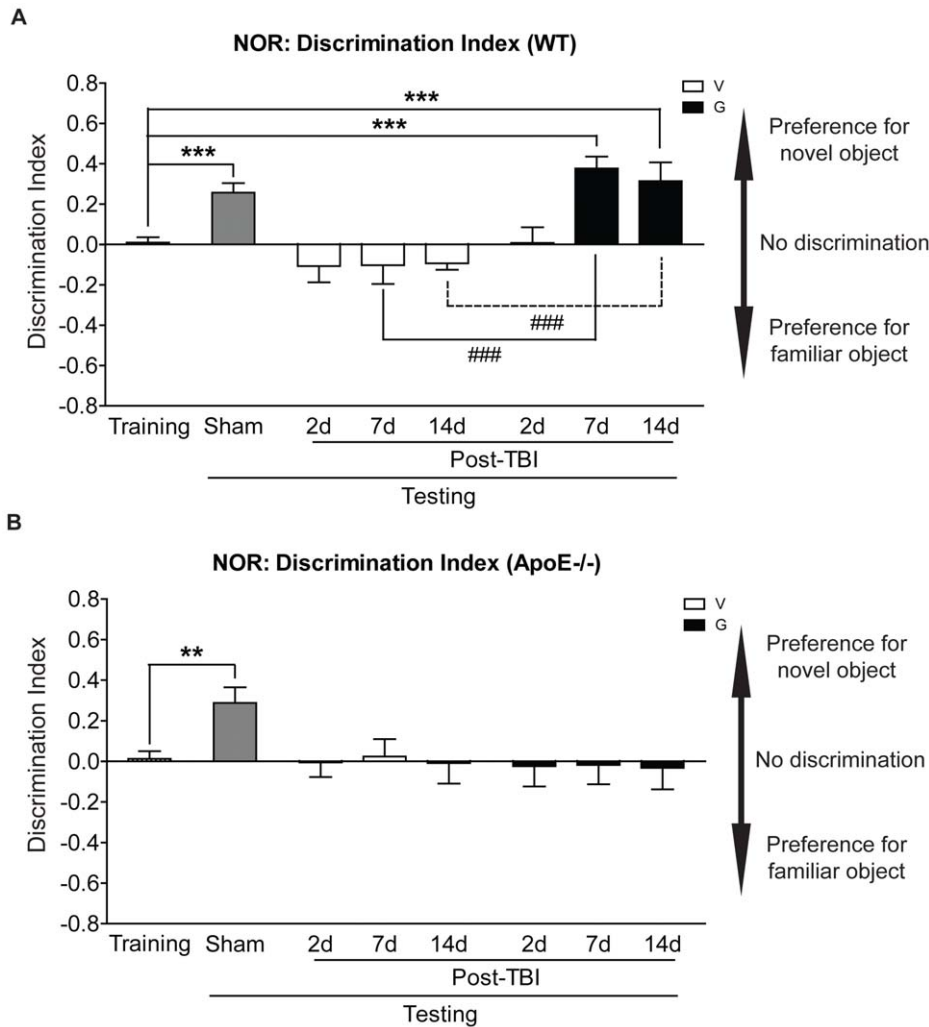 A
NOR: Discrimination Index (WT)
V
G
0.8
0.6
0.4
0.2
0.0
-0.2
-0.4
-0.6
-0.8
Discrimination Index
***
***
***
###
###
Preference for
novel object
No discrimination
Preference for
familiar object
Training Sham 2d 7d 14d 2d 7d 14d
Post-TBI
Testing
B
NOR: Discrimination Index (ApoE-/-)
V
G
0.8
0.6
0.4
0.2
0.0
-0.2
-0.4
-0.6
-0.8
Discrimination Index
**
Preference for
novel object
No discrimination
Preference for
familiar object
Training Sham 2d 7d 14d 2d 7d 14d
Post-TBI
Testing